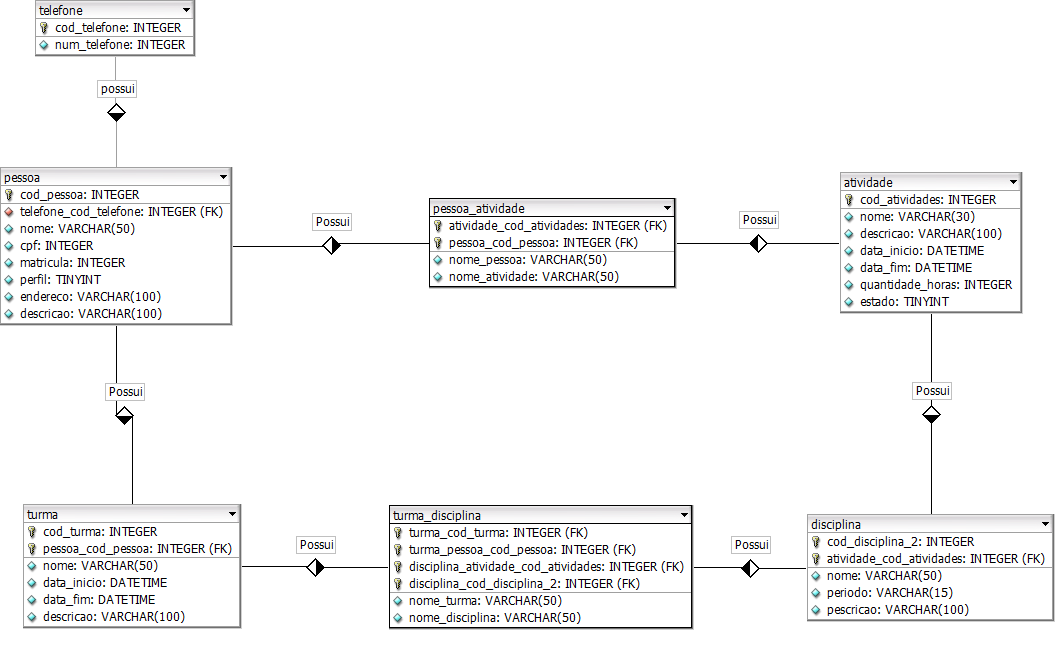 telefone
cod_telefone: INTEGER
num_telefone: INTEGER
possui
pessoa
cod_pessoa: INTEGER
telefone_cod_telefone: INTEGER (FK)
nome: VARCHAR(50)
cpf: INTEGER
matricula: INTEGER
perfil: TINYINT
endereco: VARCHAR(100)
descricao: VARCHAR(100)
Possui
pessoa_atividade
atividade_cod_atividades: INTEGER (FK)
pessoa_cod_pessoa: INTEGER (FK)
nome_pessoa: VARCHAR(50)
nome_atividade: VARCHAR(50)
Possui
atividade
cod_atividades: INTEGER
nome: VARCHAR(30)
descricao: VARCHAR(100)
data_inicio: DATETIME
data_fim: DATETIME
quantidade_horas: INTEGER
estado: TINYINT
Possui
Possui
turma
cod_turma: INTEGER
pessoa_cod_pessoa: INTEGER (FK)
nome: VARCHAR(50)
data_inicio: DATETIME
data_fim: DATETIME
descricao: VARCHAR(100)
Possui
turma_disciplina
turma_cod_turma: INTEGER (FK)
turma_pessoa_cod_pessoa: INTEGER (FK)
disciplina_atividade_cod_atividades: INTEGER (FK)
disciplina_cod_disciplina_2: INTEGER (FK)
nome_turma: VARCHAR(50)
nome_disciplina: VARCHAR(50)
Possui
disciplina
cod_disciplina_2: INTEGER
atividade_cod_atividades: INTEGER (FK)
nome: VARCHAR(50)
periodo: VARCHAR(15)
pescricao: VARCHAR(100)